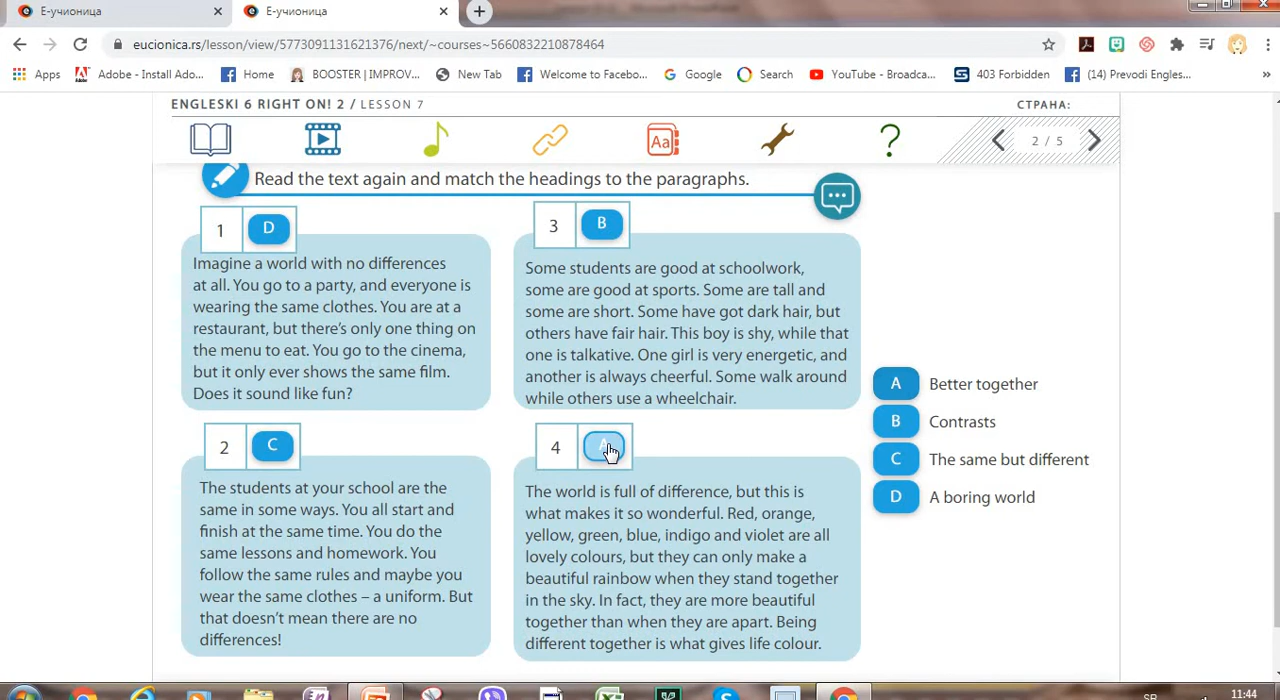 Е-учионица
Е-учионица
eucionica.rs/lesson/view/5773091131621376/next/~courses~5660832210878464
Apps
Adobe - Install Ado...
Home
BOOSTER | IMPROV...
New Tab
Welcome to Facebo...
Google
Search
YouTube - Broadca...
403 Forbidden
(14) Prevodi Engles...
»
ENGLESKI 6 RIGHT ON! 2 / LESSON 7
СТРАНА:
Aa
?
2 / 5
Read the text again and match the headings to the paragraphs.
1
D
Imagine a world with no differences
at all. You go to a party, and everyone is
wearing the same clothes. You are at a
restaurant, but there's only one thing on
the menu to eat. You go to the cinema,
but it only ever shows the same film.
Does it sound like fun?
2
C
The students at your school are the
same in some ways. You all start and
finish at the same time. You do the
same lessons and homework. You
follow the same rules and maybe you
wear the same clothes – a uniform. But
that doesn't mean there are no
differences!
3
B
Some students are good at schoolwork,
some are good at sports. Some are tall and
some are short. Some have got dark hair, but
others have fair hair. This boy is shy, while that
one is talkative. One girl is very energetic, and
another is always cheerful. Some walk around
while others use a wheelchair.
4
A
The world is full of difference, but this is
what makes it so wonderful. Red, orange,
yellow, green, blue, indigo and violet are all
lovely colours, but they can only make a
beautiful rainbow when they stand together
in the sky. In fact, they are more beautiful
together than when they are apart. Being
different together is what gives life colour.
A
Better together
B
Contrasts
C
The same but different
D
A boring world
SR
11:44